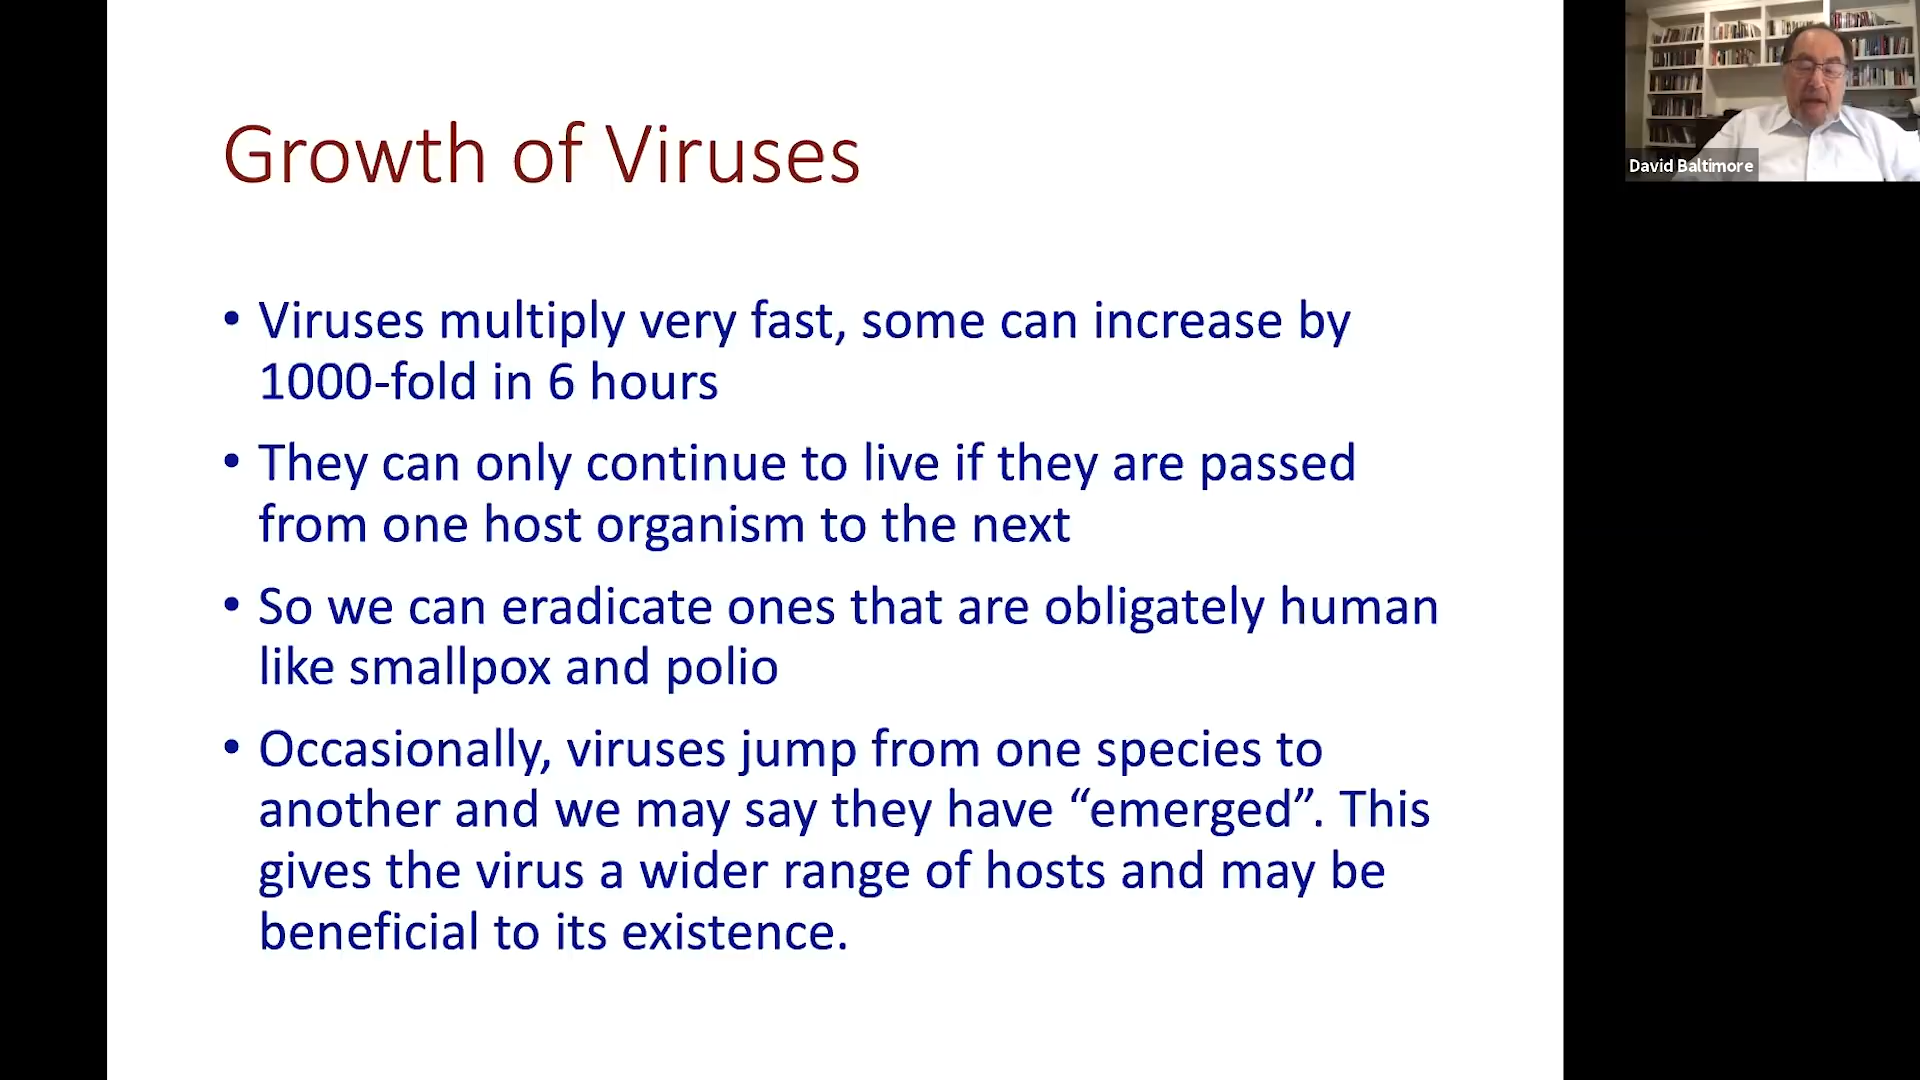 Growth of Viruses
• Viruses multiply very fast, some can increase by
1000-fold in 6 hours
• They can only continue to live if they are passed
from one host organism to the next
• So we can eradicate ones that are obligately human
like smallpox and polio
• Occasionally, viruses jump from one species to
another and we may say they have “emerged”. This
gives the virus a wider range of hosts and may be
beneficial to its existence.
David Baltimore